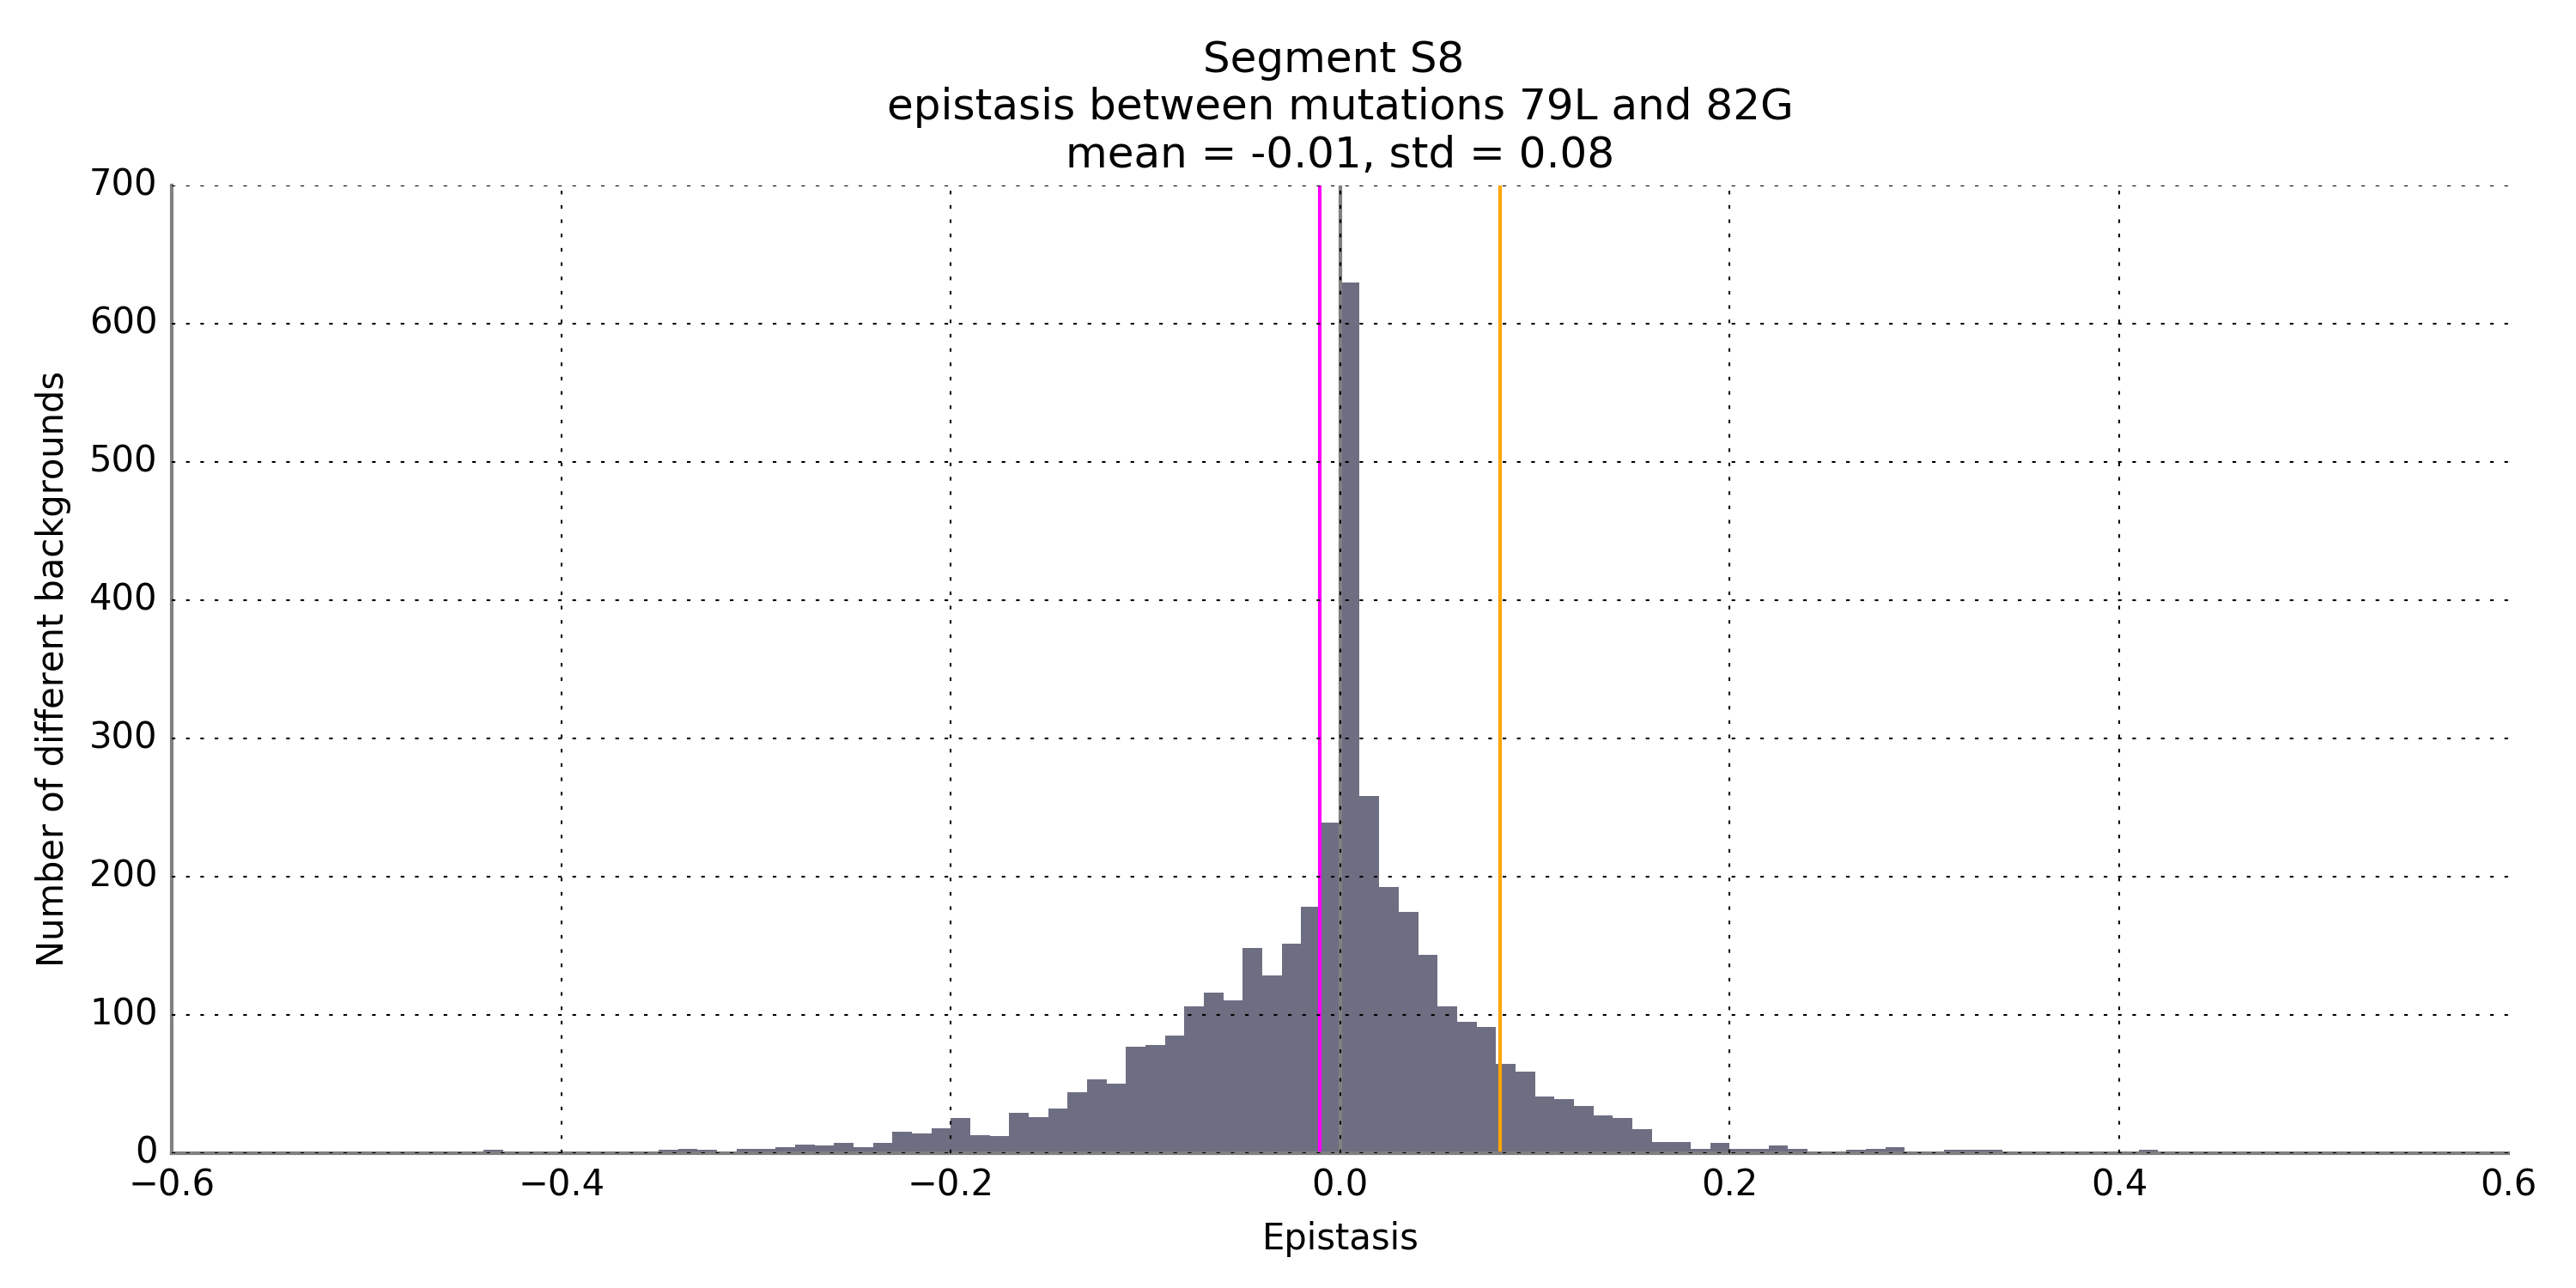 Segment S8
epistasis between mutations 79L and 82G
mean = -0.01, std = 0.08
700
600
500
400
300
200
100
0
Number of different backgrounds
−0.6 −0.4 −0.2 0.0 0.2 0.4 0.6
Epistasis